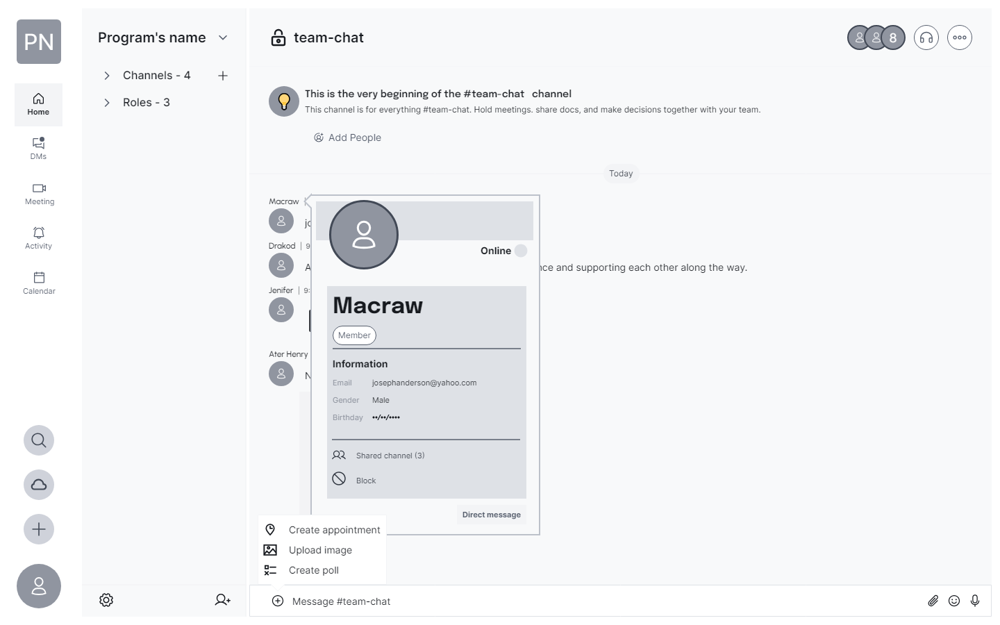 PN
Program's name
team-chat
8
Channels - 4
Roles - 3
Home
DMs
Meeting
Activity
Calendar
This is the very beginning of the #team-chat channel
This channel is for everything #team-chat. Hold meetings. share docs, and make decisions together with your team.
Add People
Today
Macraw
Drakod | 9
and supporting each other along the way.
Jenifer | 9:
Ater Henry
Online
Macraw
Member
Information
Email josephanderson@yahoo.com
Gender Male
Birthday ••/••/••••
Shared channel (3)
Block
Direct message
Create appointment
Upload image
Create poll
Message #team-chat